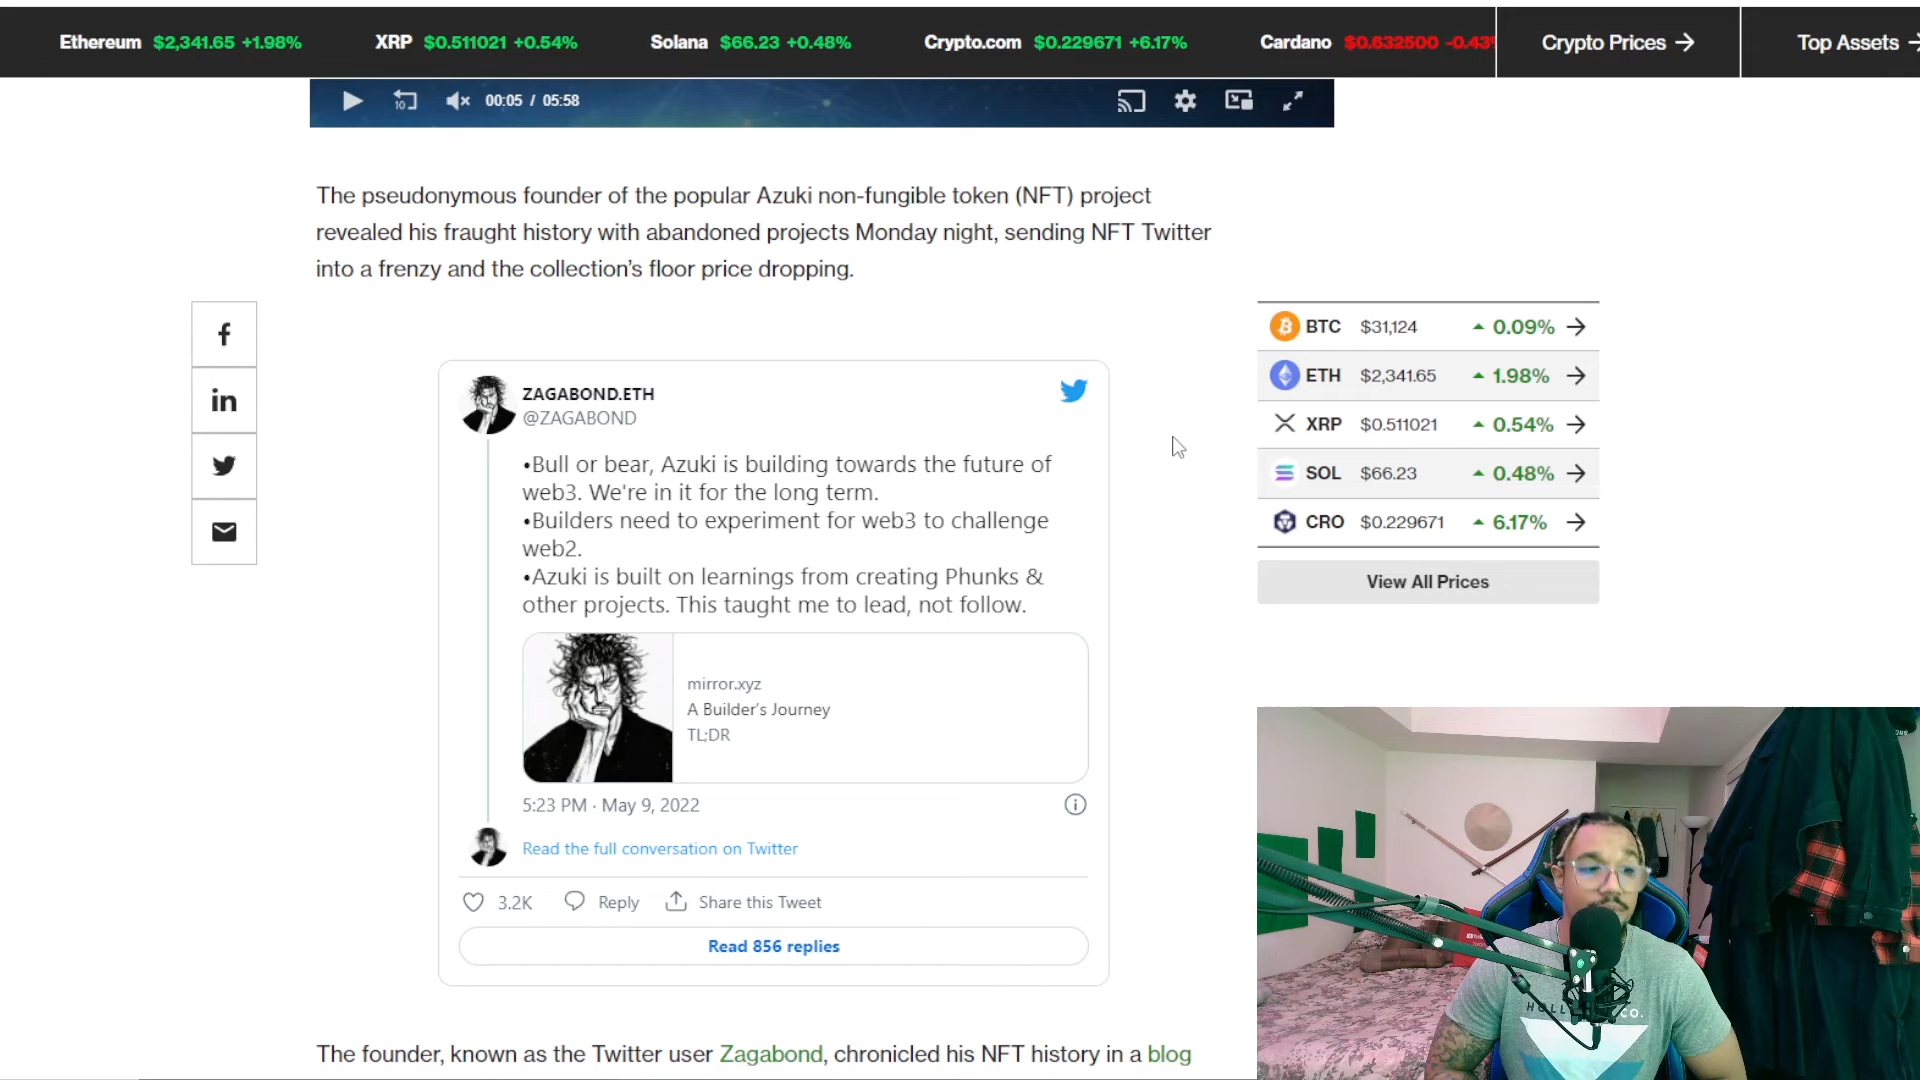 Ethereum $2,341.65 +1.98% XRP $0.511021 +0.54% Solana $66.23 +0.48% Crypto.com $0.229671 +6.17% Cardano $0.632500 -0.43 Crypto Prices → Top Assets →
10 00:05 / 05:58
The pseudonymous founder of the popular Azuki non-fungible token (NFT) project
revealed his fraught history with abandoned projects Monday night, sending NFT Twitter
into a frenzy and the collection’s floor price dropping.
f
in
ZAGABOND.ETH
@ZAGABOND
•Bull or bear, Azuki is building towards the future of
web3. We're in it for the long term.
•Builders need to experiment for web3 to challenge
web2.
•Azuki is built on learnings from creating Phunks &
other projects. This taught me to lead, not follow.
mirror.xyz
A Builder’s Journey
TL;DR
5:23 PM · May 9, 2022
Read the full conversation on Twitter
3.2K Reply Share this Tweet
Read 856 replies
BTC $31,124 0.09% →
ETH $2,341.65 1.98% →
XRP $0.511021 0.54% →
SOL $66.23 0.48% →
CRO $0.229671 6.17% →
View All Prices
The founder, known as the Twitter user Zagabond, chronicled his NFT history in a blog